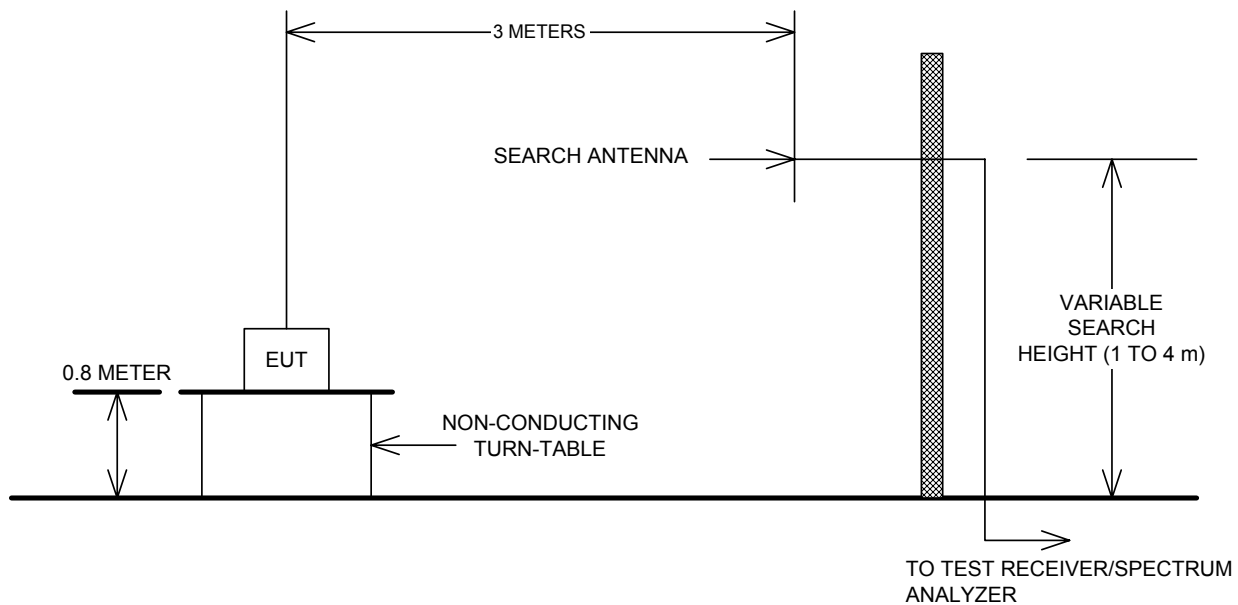 3 METERS
SEARCH ANTENNA
VARIABLE
SEARCH
HEIGHT (1 TO 4 m)
EUT
0.8 METER
NON-CONDUCTING
TURN-TABLE
TO TEST RECEIVER/SPECTRUM
ANALYZER